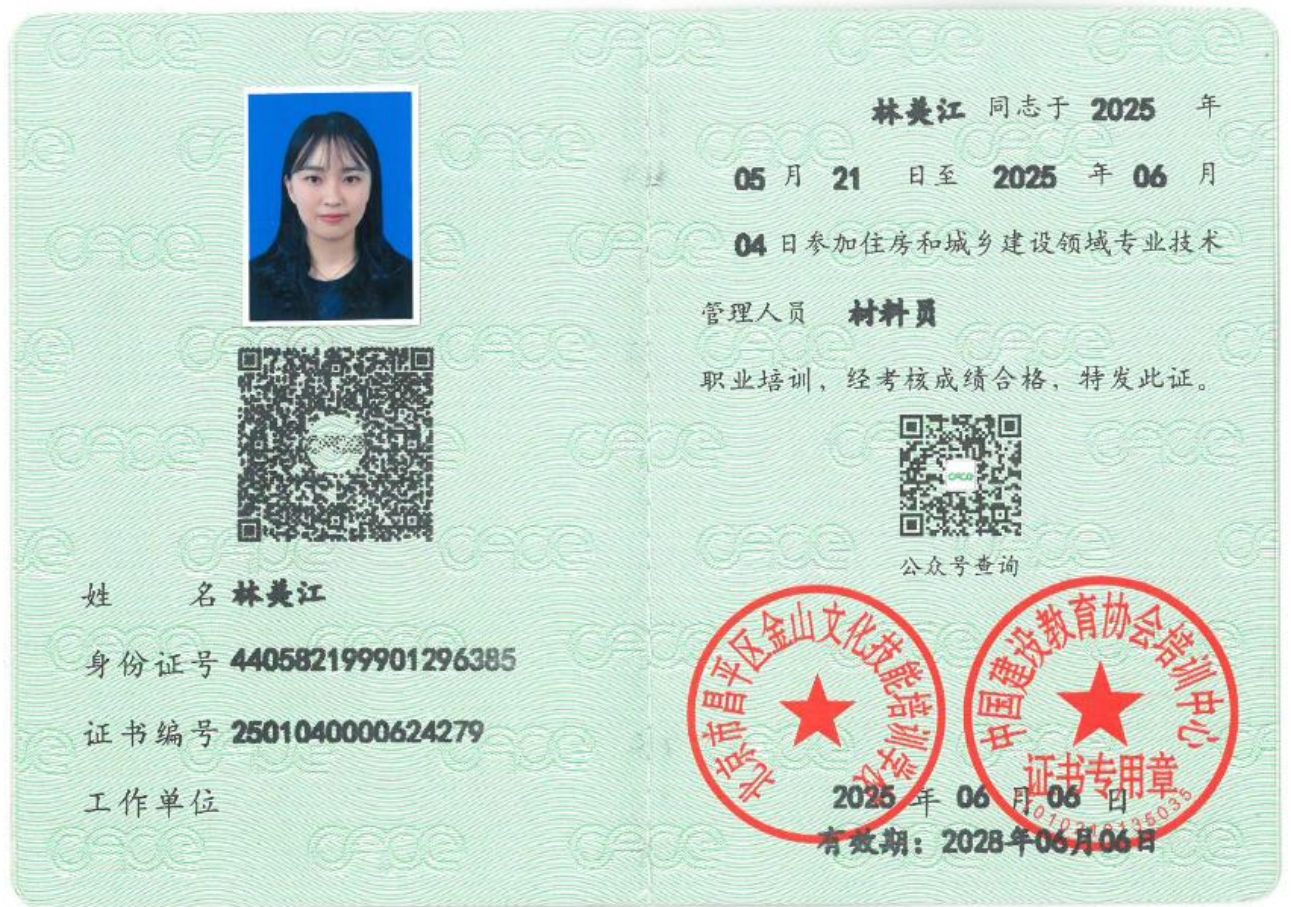 姓 名 林美江
身份证号 440582199901296385
证书编号 2501040000624279
工作单位
林美江 同志于 2025 年
05 月 21 日至 2025 年 06 月
04 日参加住房和城乡建设领域专业技术
管理人员 材料员
职业培训，经考核成绩合格，特发此证。
cece
公众号查询
北京市昌平区金山文化技能培训学校
中国建设教育协会培训中心
证书专用章
2025 年 06 月 06 日
有效期：2028年06月06日